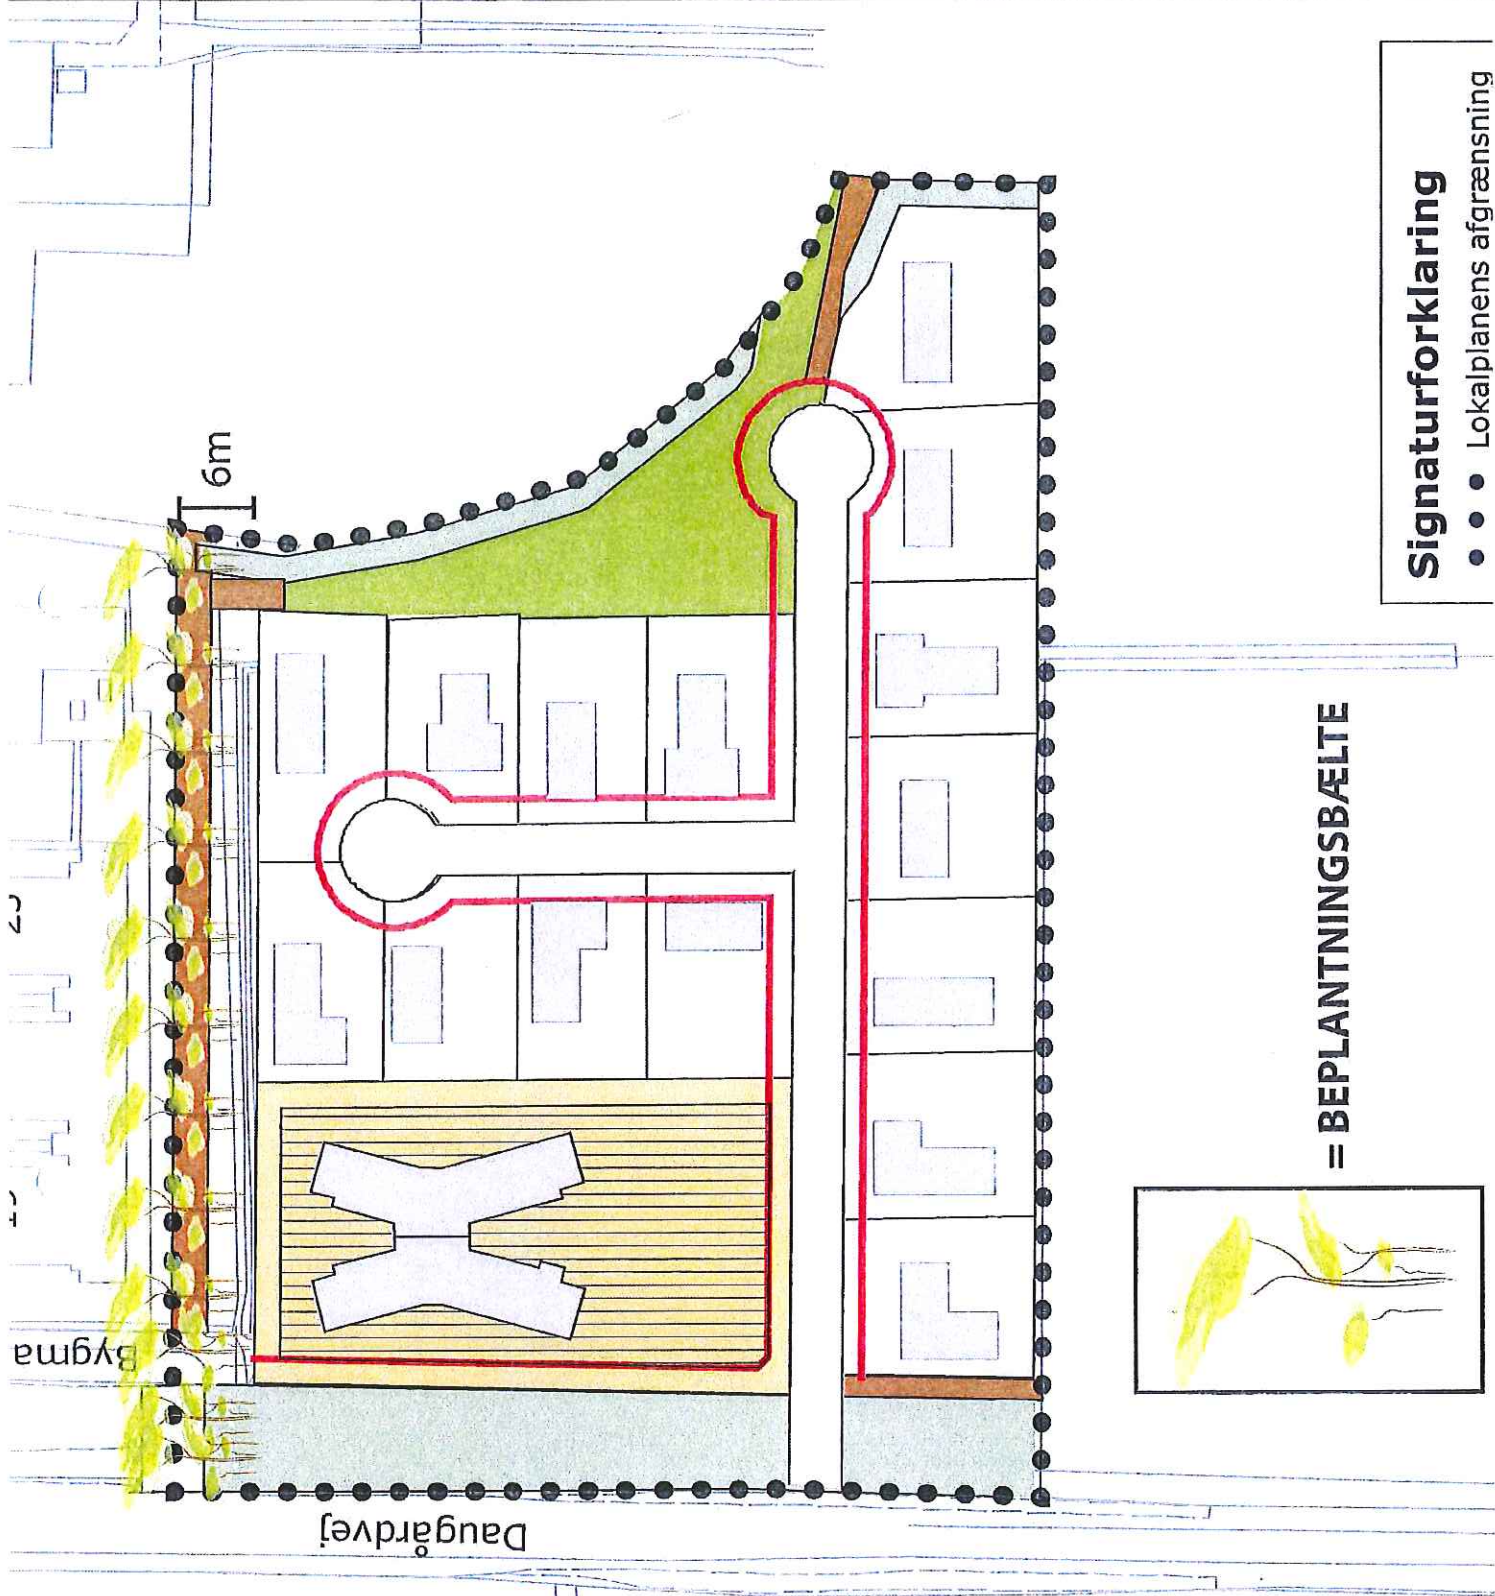 6m
Bygma
Daugårdvej
= BEPLANTNINGSBÆLTE
Signaturforklaring
Lokalplanens afgrænsning